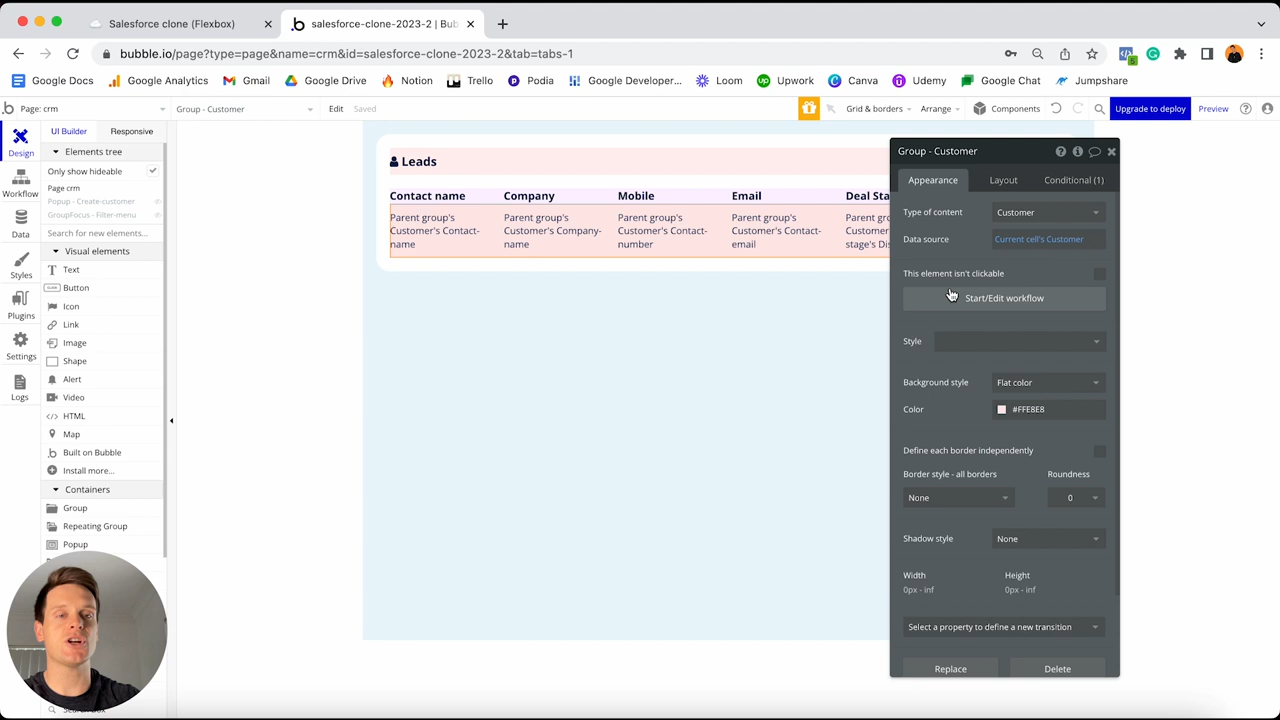 Salesforce clone (Flexbox)
salesforce-clone-2023-2 | Bub
bubble.io/page?type=page&name=crm&id=salesforce-clone-2023-2&tab=tabs-1
Google Docs Google Analytics Gmail Google Drive Notion Trello Podia Google Developer... Loom Upwork Canva Udemy Google Chat Jumpshare
Page: crm Group - Customer Edit Saved Grid & borders Arrange Components Upgrade to deploy Preview
Design
Workflow
Data
Styles
Plugins
Settings
Logs
UI Builder Responsive
Elements tree
Only show hideable
Page crm
Popup - Create-customer
GroupFocus - Filter-menu
Search for new elements...
Visual elements
Text
Button
Icon
Link
Image
Shape
Alert
Video
HTML
Map
Built on Bubble
Install more...
Containers
Group
Repeating Group
Popup
Leads
Contact name Company Mobile Email Deal Sta
Parent group's Parent group's Parent group's Parent group's Parent gro
Customer's Contact- Customer's Company- Customer's Contact- Customer's Contact- Customer
name name number email stage's Dis
Group - Customer
Appearance Layout Conditional (1)
Type of content Customer
Data source Current cell's Customer
This element isn't clickable
Start/Edit workflow
Style
Background style Flat color
Color #FFE8E8
Define each border independently
Border style - all borders Roundness
None 0
Shadow style None
Width Height
0px - inf 0px - inf
Select a property to define a new transition
Replace Delete